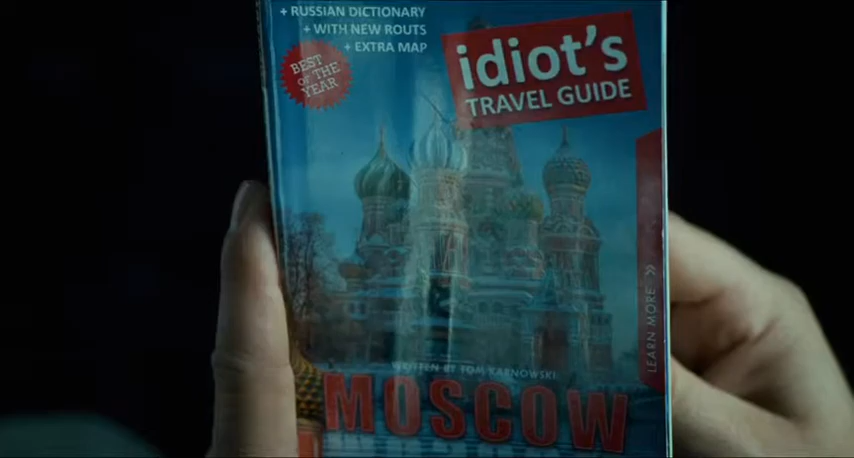 + RUSSIAN DICTIONARY
+ WITH NEW ROUTS
+ EXTRA MAP
BEST
OF THE
YEAR
idiot's
TRAVEL GUIDE
LEARN MORE »
WRITTEN BY TOM KARNOWSKI
MOSCOW